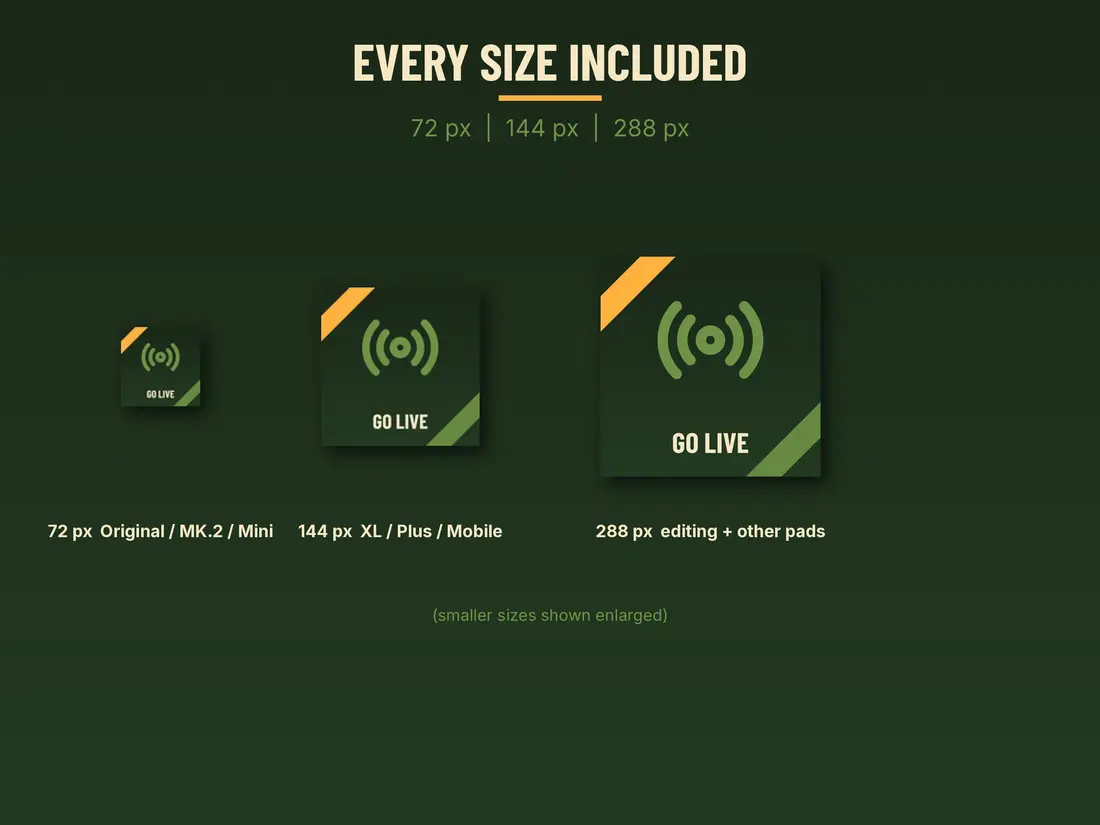 EVERY SIZE INCLUDED
72 px | 144 px | 288 px
GO LIVE
GO LIVE
GO LIVE
72 px Original / MK.2 / Mini
144 px XL / Plus / Mobile
288 px editing + other pads
(smaller sizes shown enlarged)